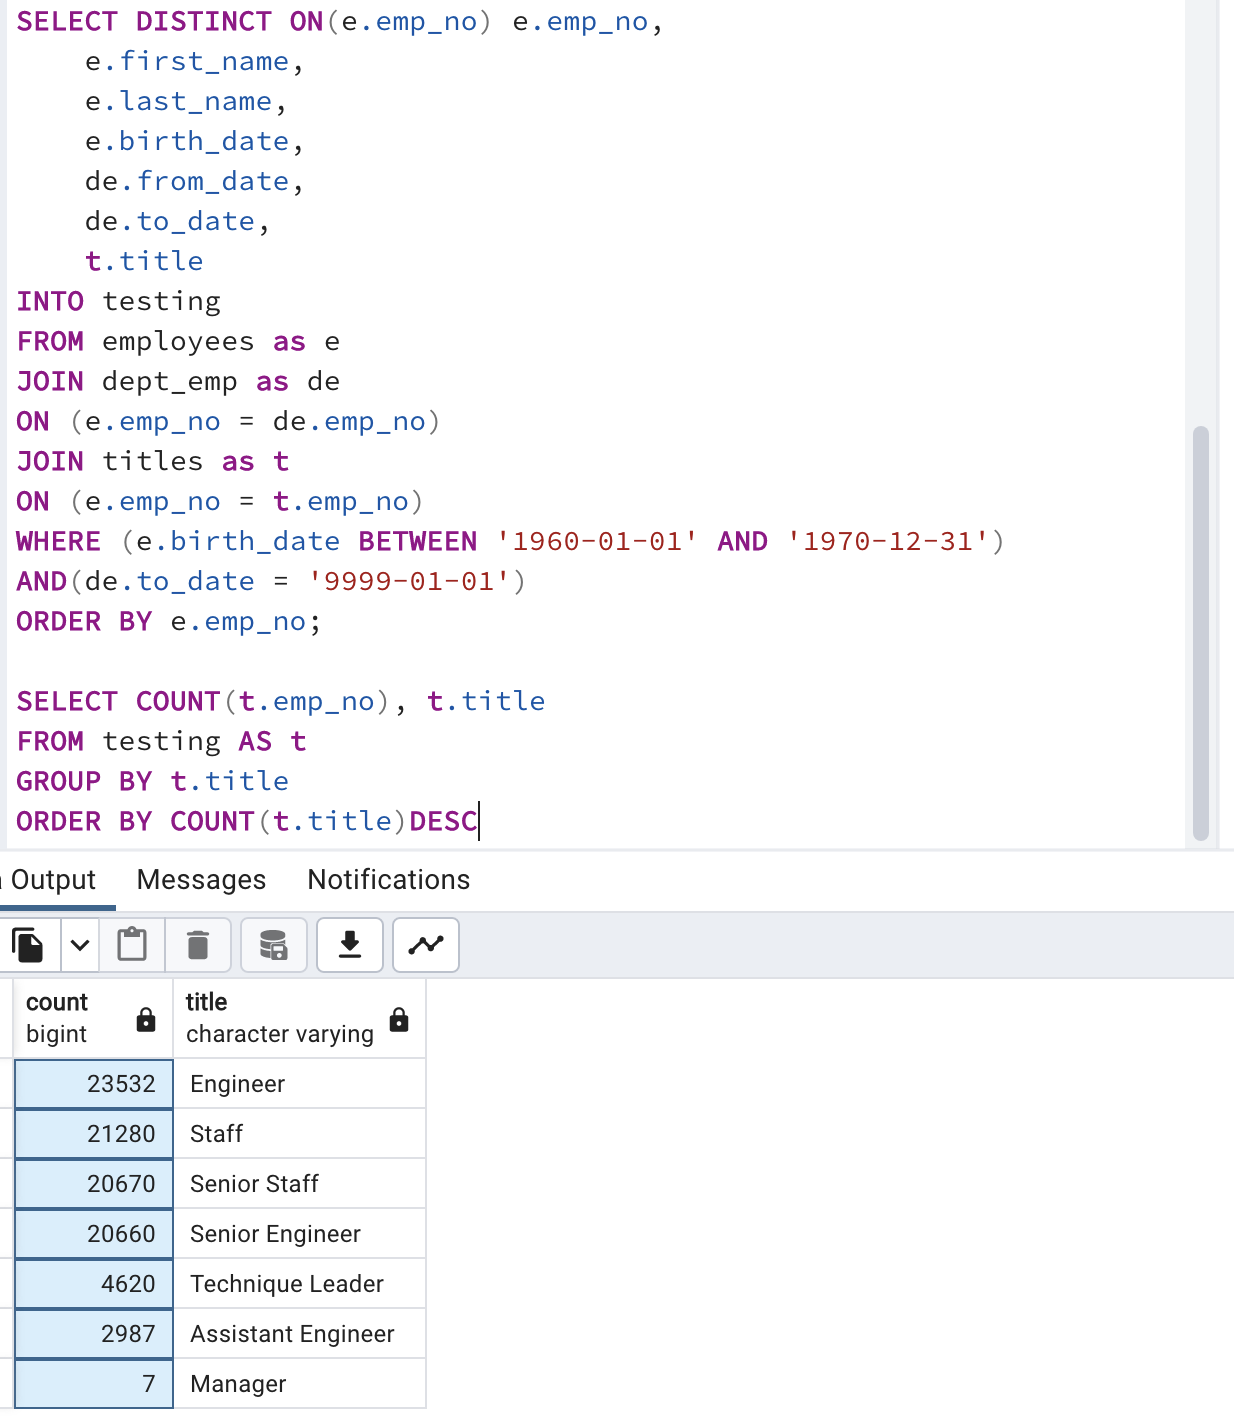 SELECT DISTINCT ON(e.emp_no) e.emp_no,
    e.first_name,
    e.last_name,
    e.birth_date,
    de.from_date,
    de.to_date,
    t.title
INTO testing
FROM employees as e
JOIN dept_emp as de
ON (e.emp_no = de.emp_no)
JOIN titles as t
ON (e.emp_no = t.emp_no)
WHERE (e.birth_date BETWEEN '1960-01-01' AND '1970-12-31')
AND(de.to_date = '9999-01-01')
ORDER BY e.emp_no;

SELECT COUNT(t.emp_no), t.title
FROM testing AS t
GROUP BY t.title
ORDER BY COUNT(t.title)DESC
Output Messages Notifications
count title
bigint character varying
23532 Engineer
21280 Staff
20670 Senior Staff
20660 Senior Engineer
4620 Technique Leader
2987 Assistant Engineer
7 Manager